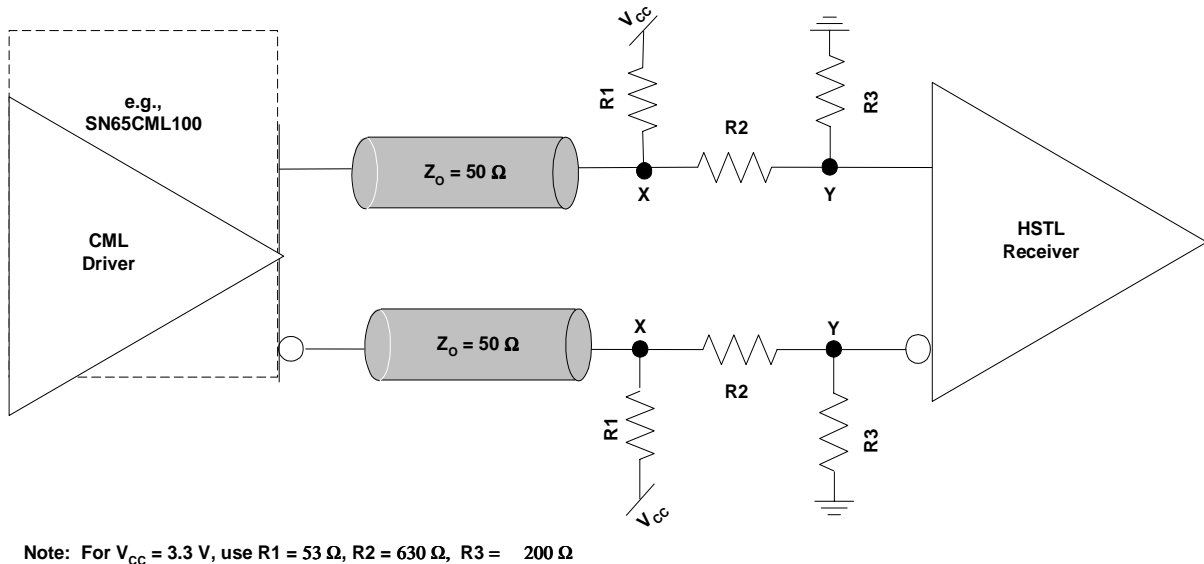 V_CC
e.g.,
SN65CML100
R1
R3
R2
Z_O = 50 Ω
X
Y
CML
Driver
HSTL
Receiver
Z_O = 50 Ω
X
Y
R2
R1
R3
V_CC
Note: For V_CC = 3.3 V, use R1 = 53 Ω, R2 = 630 Ω, R3 = 200 Ω